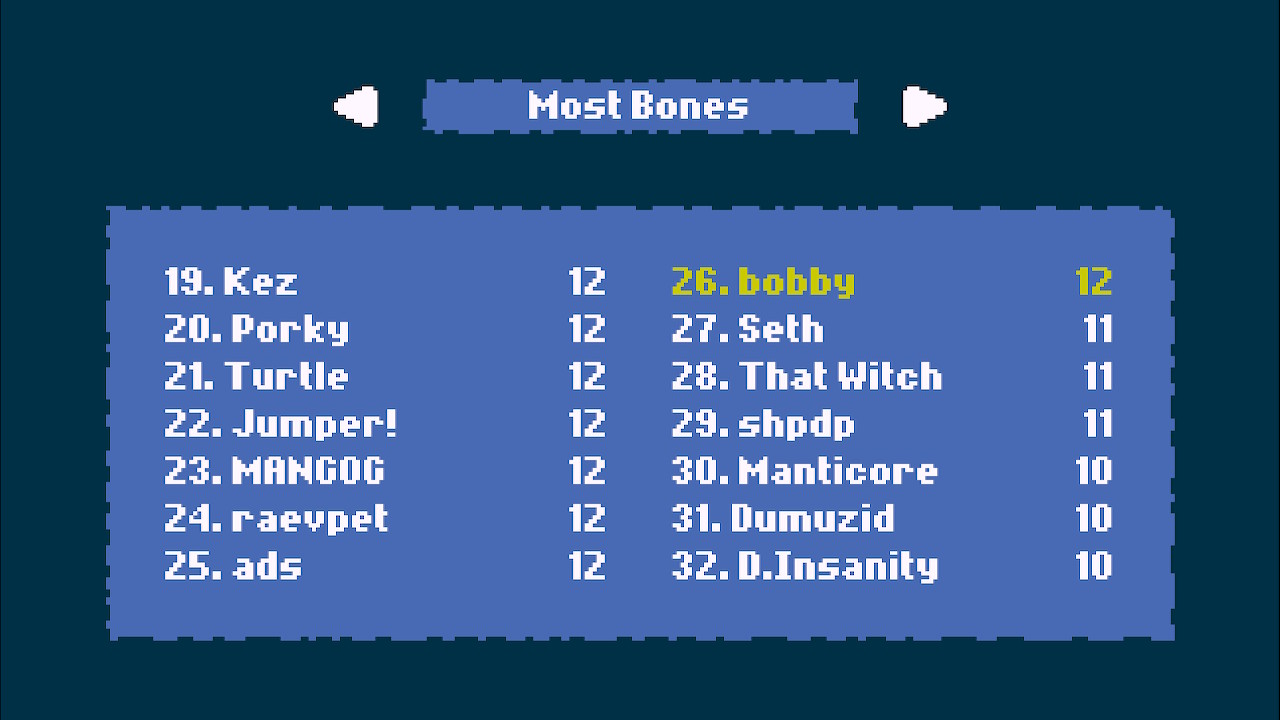 Most Bones
19. Kez 12
20. Porky 12
21. Turtle 12
22. Jumper! 12
23. MANGOG 12
24. raevpet 12
25. ads 12
26. bobby 12
27. Seth 11
28. That Witch 11
29. shpdp 11
30. Manticore 10
31. Dumuzid 10
32. D.Insanity 10